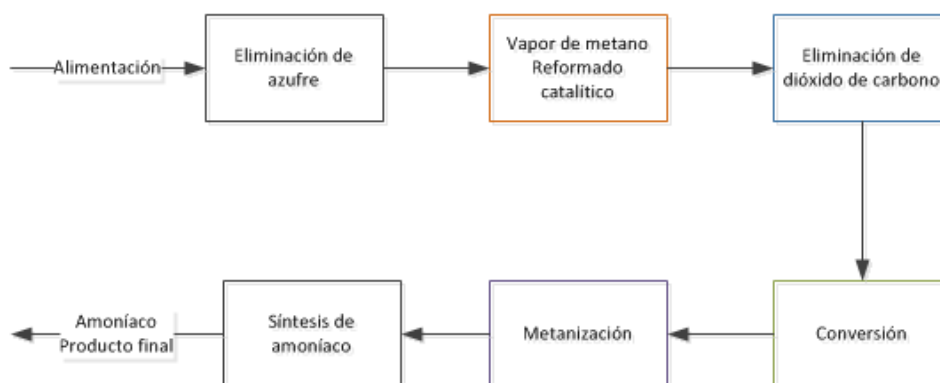 Alimentación
Eliminación de
azufre
Vapor de metano
Reformado
catalítico
Eliminación de
dióxido de carbono
Conversión
Metanización
Síntesis de
amoníaco
Amoníaco
Producto final